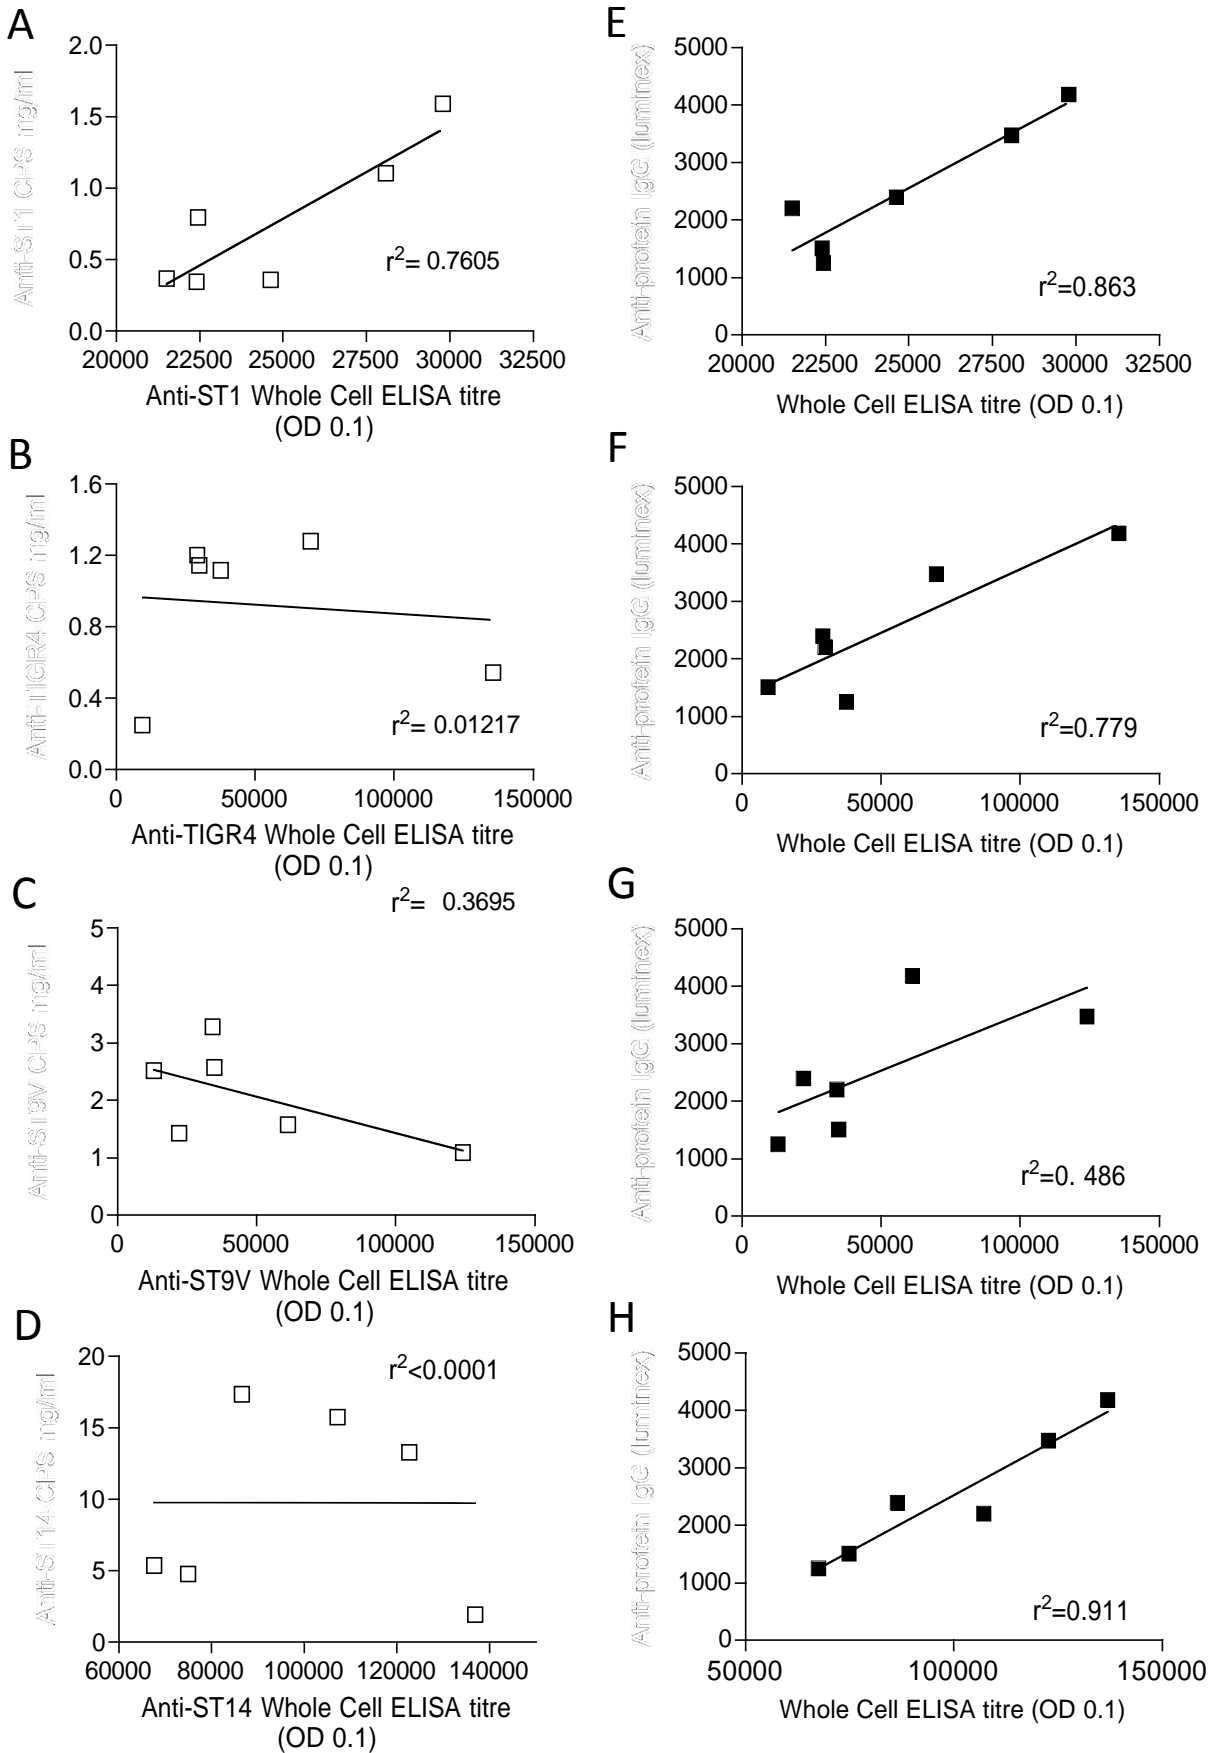 A
Anti-ST1 CPS mg/ml
2.0
1.5
1.0
0.5
0.0
r²= 0.7605
20000 22500 25000 27500 30000 32500
Anti-ST1 Whole Cell ELISA titre
(OD 0.1)
E
Anti-protein IgG (luminex)
5000
4000
3000
2000
1000
0
r²=0.863
20000 22500 25000 27500 30000 32500
Whole Cell ELISA titre (OD 0.1)
B
Anti-TIGR4 CPS mg/ml
1.6
1.2
0.8
0.4
0.0
r²= 0.01217
0 50000 100000 150000
Anti-TIGR4 Whole Cell ELISA titre
(OD 0.1)
F
Anti-protein IgG (luminex)
5000
4000
3000
2000
1000
0
r²=0.779
0 50000 100000 150000
Whole Cell ELISA titre (OD 0.1)
C
r²= 0.3695
Anti-ST9V CPS mg/ml
5
4
3
2
1
0
0 50000 100000 150000
Anti-ST9V Whole Cell ELISA titre
(OD 0.1)
G
Anti-protein IgG (luminex)
5000
4000
3000
2000
1000
0
r²=0. 486
0 50000 100000 150000
Whole Cell ELISA titre (OD 0.1)
D
Anti-ST14 CPS mg/ml
20
15
10
5
0
r²<0.0001
60000 80000 100000 120000 140000
Anti-ST14 Whole Cell ELISA titre
(OD 0.1)
H
Anti-protein IgG (luminex)
5000
4000
3000
2000
1000
0
r²=0.911
50000 100000 150000
Whole Cell ELISA titre (OD 0.1)